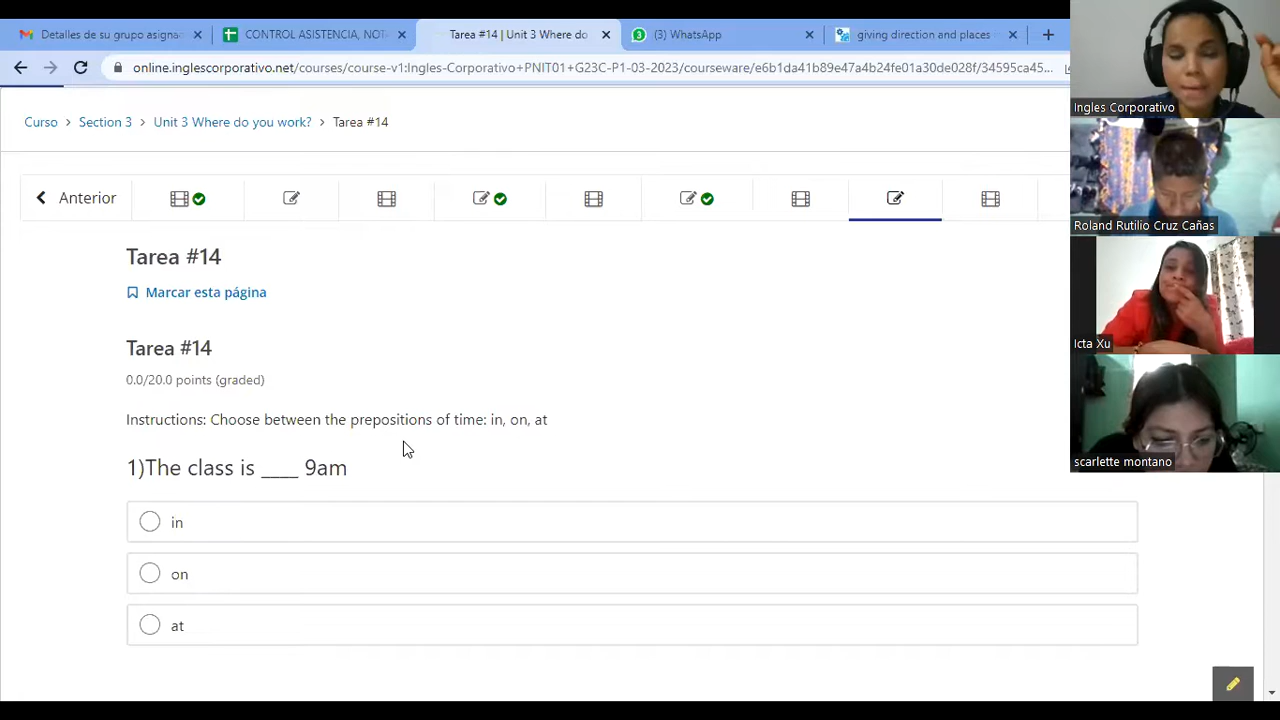 Detalles de su grupo asigna
CONTROL ASISTENCIA, NOT
Tarea #14 | Unit 3 Where do
(3) WhatsApp
giving direction and places
online.inglescorporativo.net/courses/course-v1:Ingles-Corporativo+PNIT01+G23C-P1-03-2023/courseware/e6b1da41b89e47a4b24fe01a30de028f/34595ca45...
Curso > Section 3 > Unit 3 Where do you work? > Tarea #14
Anterior
Tarea #14
Marcar esta página
Tarea #14
0.0/20.0 points (graded)
Instructions: Choose between the prepositions of time: in, on, at
1)The class is ____ 9am
in
on
at
Ingles Corporativo
Roland Rutilio Cruz Cañas
Icta Xu
scarlette montano